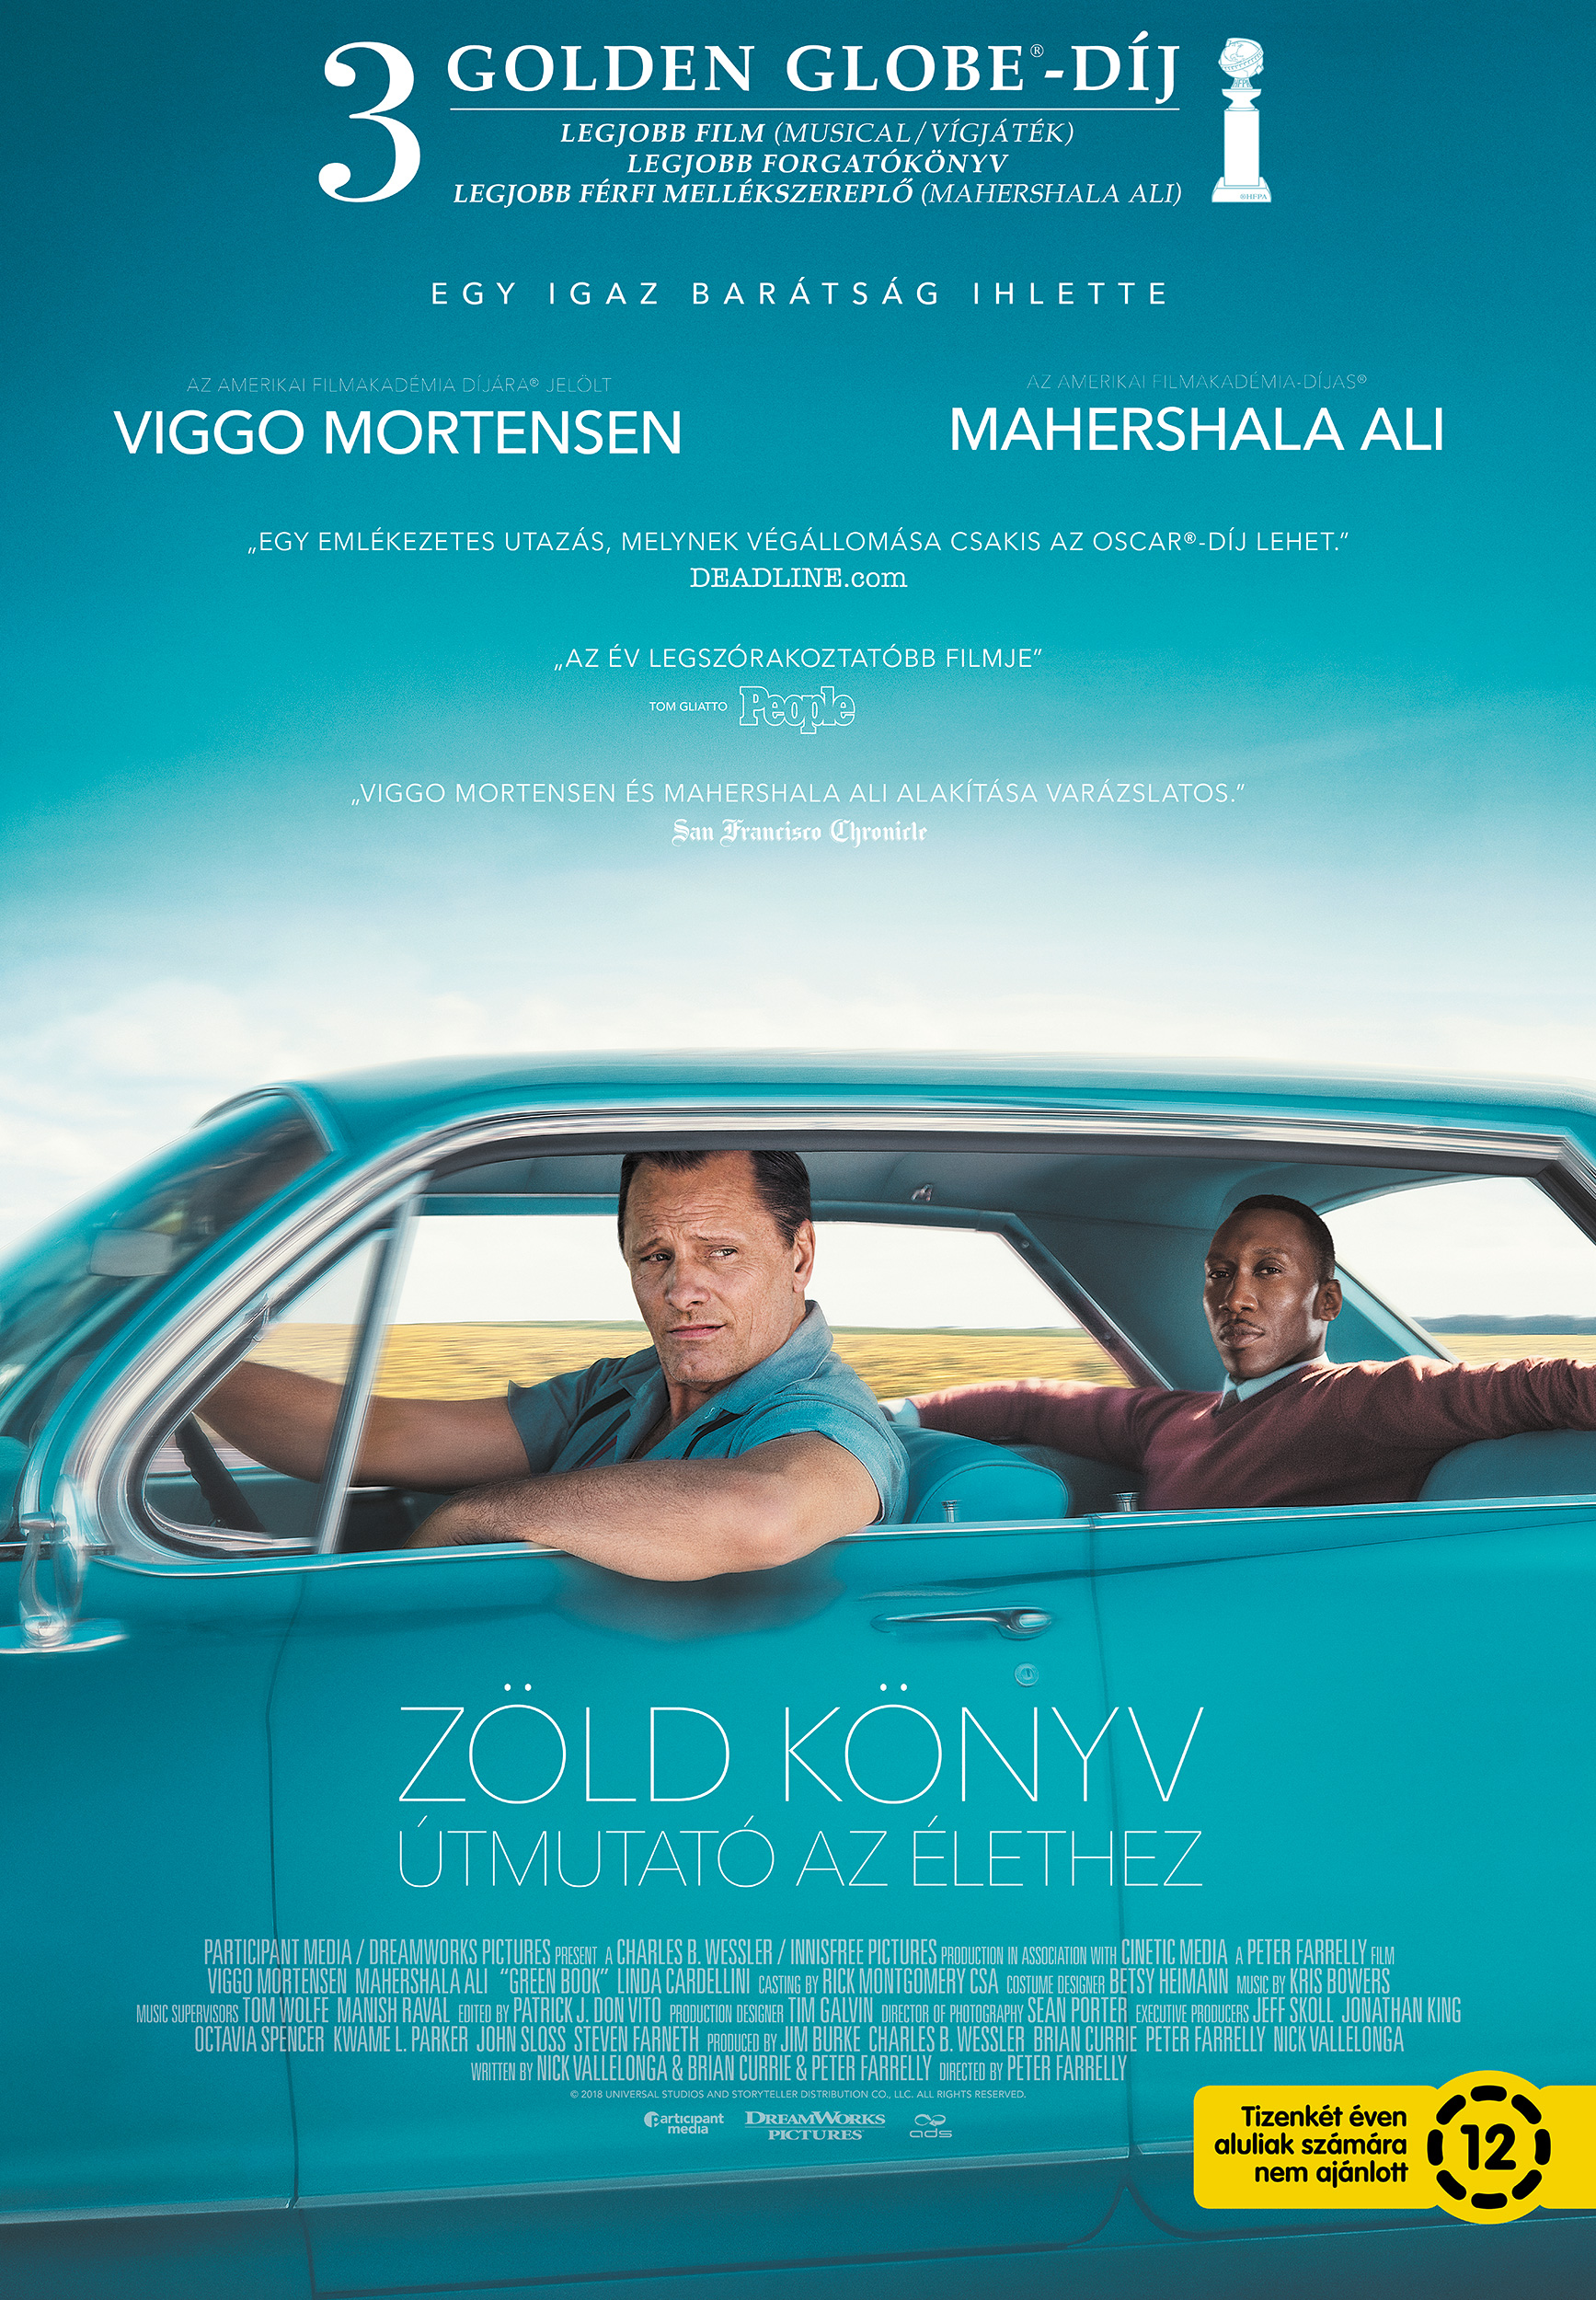 3 GOLDEN GLOBE®-DÍJ
LEGJOBB FILM (MUSICAL/VÍGJÁTÉK)
LEGJOBB FORGATÓKÖNYV
LEGJOBB FÉRFI MELLÉKSZEREPLŐ (MAHERSHALA ALI)
®HFPA
EGY IGAZ BARÁTSÁG IHLETTE
AZ AMERIKAI FILMAKADÉMIA DÍJÁRA® JELÖLT
VIGGO MORTENSEN
AZ AMERIKAI FILMAKADÉMIA-DÍJAS®
MAHERSHALA ALI
„EGY EMLÉKEZETES UTAZÁS, MELYNEK VÉGÁLLOMÁSA CSAKIS AZ OSCAR®-DÍJ LEHET.”
DEADLINE.com
„AZ ÉV LEGSZÓRAKOZTATÓBB FILMJE”
TOM GLIATTO People
„VIGGO MORTENSEN ÉS MAHERSHALA ALI ALAKÍTÁSA VARÁZSLATOS.”
San Francisco Chronicle
ZÖLD KÖNYV
ÚTMUTATÓ AZ ÉLETHEZ
PARTICIPANT MEDIA / DREAMWORKS PICTURES PRESENT A CHARLES B. WESSLER / INNISFREE PICTURES PRODUCTION IN ASSOCIATION WITH CINETIC MEDIA A PETER FARRELLY FILM
VIGGO MORTENSEN MAHERSHALA ALI “GREEN BOOK” LINDA CARDELLINI CASTING BY RICK MONTGOMERY CSA COSTUME DESIGNER BETSY HEIMANN MUSIC BY KRIS BOWERS
MUSIC SUPERVISORS TOM WOLFE MANISH RAVAL EDITED BY PATRICK J. DON VITO PRODUCTION DESIGNER TIM GALVIN DIRECTOR OF PHOTOGRAPHY SEAN PORTER EXECUTIVE PRODUCERS JEFF SKOLL JONATHAN KING
OCTAVIA SPENCER KWAME L. PARKER JOHN SLOSS STEVEN FARNETH PRODUCED BY JIM BURKE CHARLES B. WESSLER BRIAN CURRIE PETER FARRELLY NICK VALLELONGA
WRITTEN BY NICK VALLELONGA & BRIAN CURRIE & PETER FARRELLY DIRECTED BY PETER FARRELLY
© 2018 UNIVERSAL STUDIOS AND STORYTELLER DISTRIBUTION CO., LLC. ALL RIGHTS RESERVED.
participant media
DREAMWORKS PICTURES
ads
Tizenkét éven
aluliak számára
nem ajánlott
12